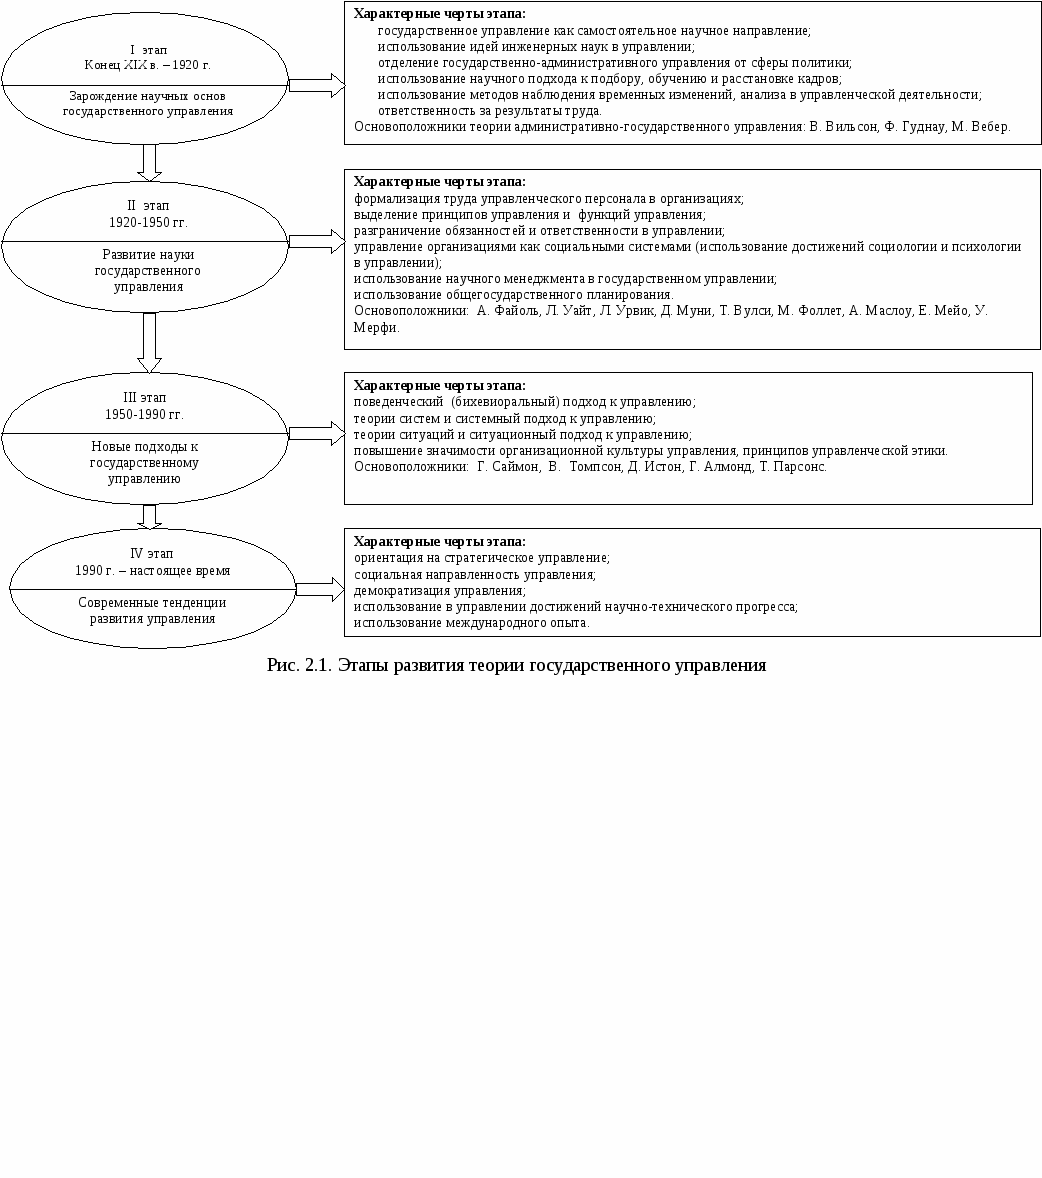 I этап
Конец XIX в. – 1920 г.
Зарождение научных основ
государственного управления
Характерные черты этапа:
государственное управление как самостоятельное научное направление;
использование идей инженерных наук в управлении;
отделение государственно-административного управления от сферы политики;
использование научного подхода к подбору, обучению и расстановке кадров;
использование методов наблюдения временных изменений, анализа в управленческой деятельности;
ответственность за результаты труда.
Основоположники теории административно-государственного управления: В. Вильсон, Ф. Гуднау, М. Вебер.
II этап
1920-1950 гг.
Развитие науки
государственного
управления
Характерные черты этапа:
формализация труда управленческого персонала в организациях;
выделение принципов управления и функций управления;
разграничение обязанностей и ответственности в управлении;
управление организациями как социальными системами (использование достижений социологии и психологии
в управлении);
использование научного менеджмента в государственном управлении;
использование общегосударственного планирования.
Основоположники: А. Файоль, Л. Уайт, Л. Урвик, Д. Муни, Т. Вулси, М. Фоллет, А. Маслоу, Е. Мейо, У.
Мерфи.
III этап
1950-1990 гг.
Новые подходы к
государственному
управлению
Характерные черты этапа:
поведенческий (бихевиоральный) подход к управлению;
теории систем и системный подход к управлению;
теории ситуаций и ситуационный подход к управлению;
повышение значимости организационной культуры управления, принципов управленческой этики.
Основоположники: Г. Саймон, В. Томпсон, Д. Истон, Г. Алмонд, Т. Парсонс.
IV этап
1990 г. – настоящее время
Современные тенденции
развития управления
Характерные черты этапа:
ориентация на стратегическое управление;
социальная направленность управления;
демократизация управления;
использование в управлении достижений научно-технического прогресса;
использование международного опыта.
Рис. 2.1. Этапы развития теории государственного управления